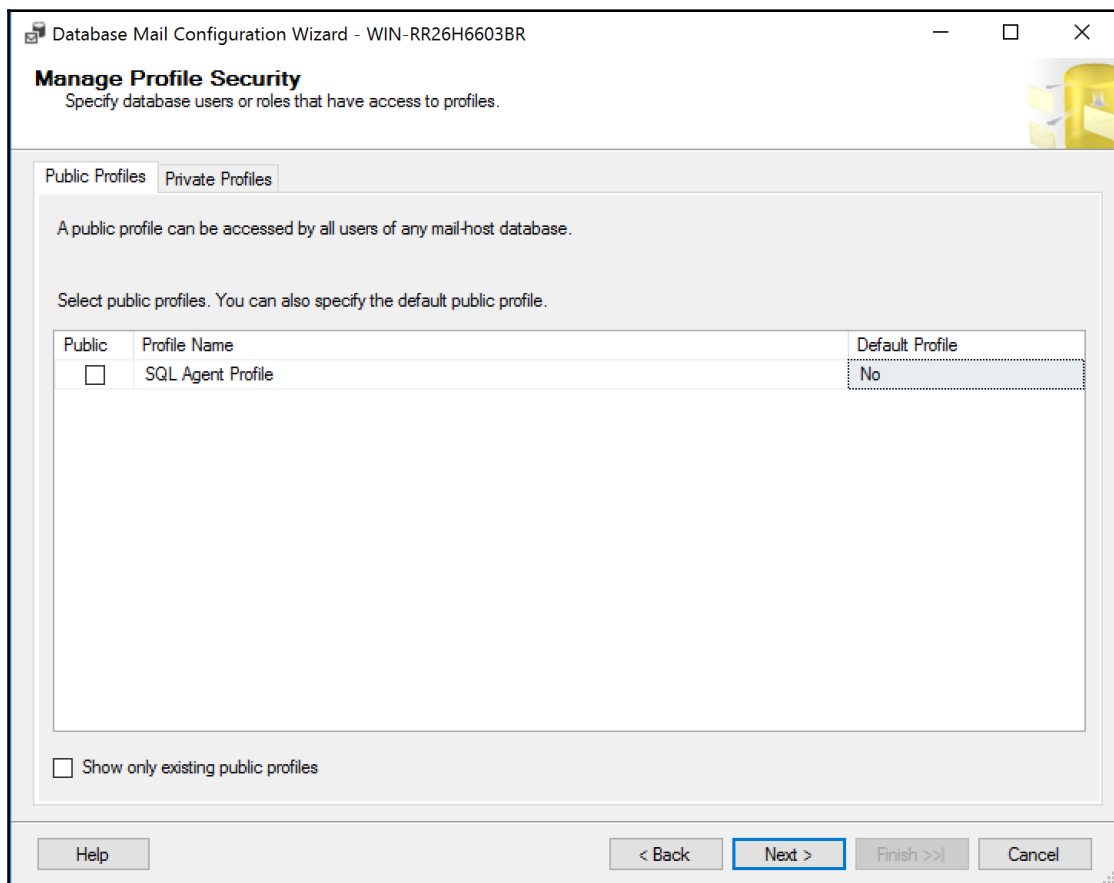 Database Mail Configuration Wizard - WIN-RR26H6603BR
Manage Profile Security
Specify database users or roles that have access to profiles.
Public Profiles
Private Profiles
A public profile can be accessed by all users of any mail-host database.
Select public profiles. You can also specify the default public profile.
Public Profile Name Default Profile
SQL Agent Profile No
Show only existing public profiles
Help < Back Next > Finish >>| Cancel